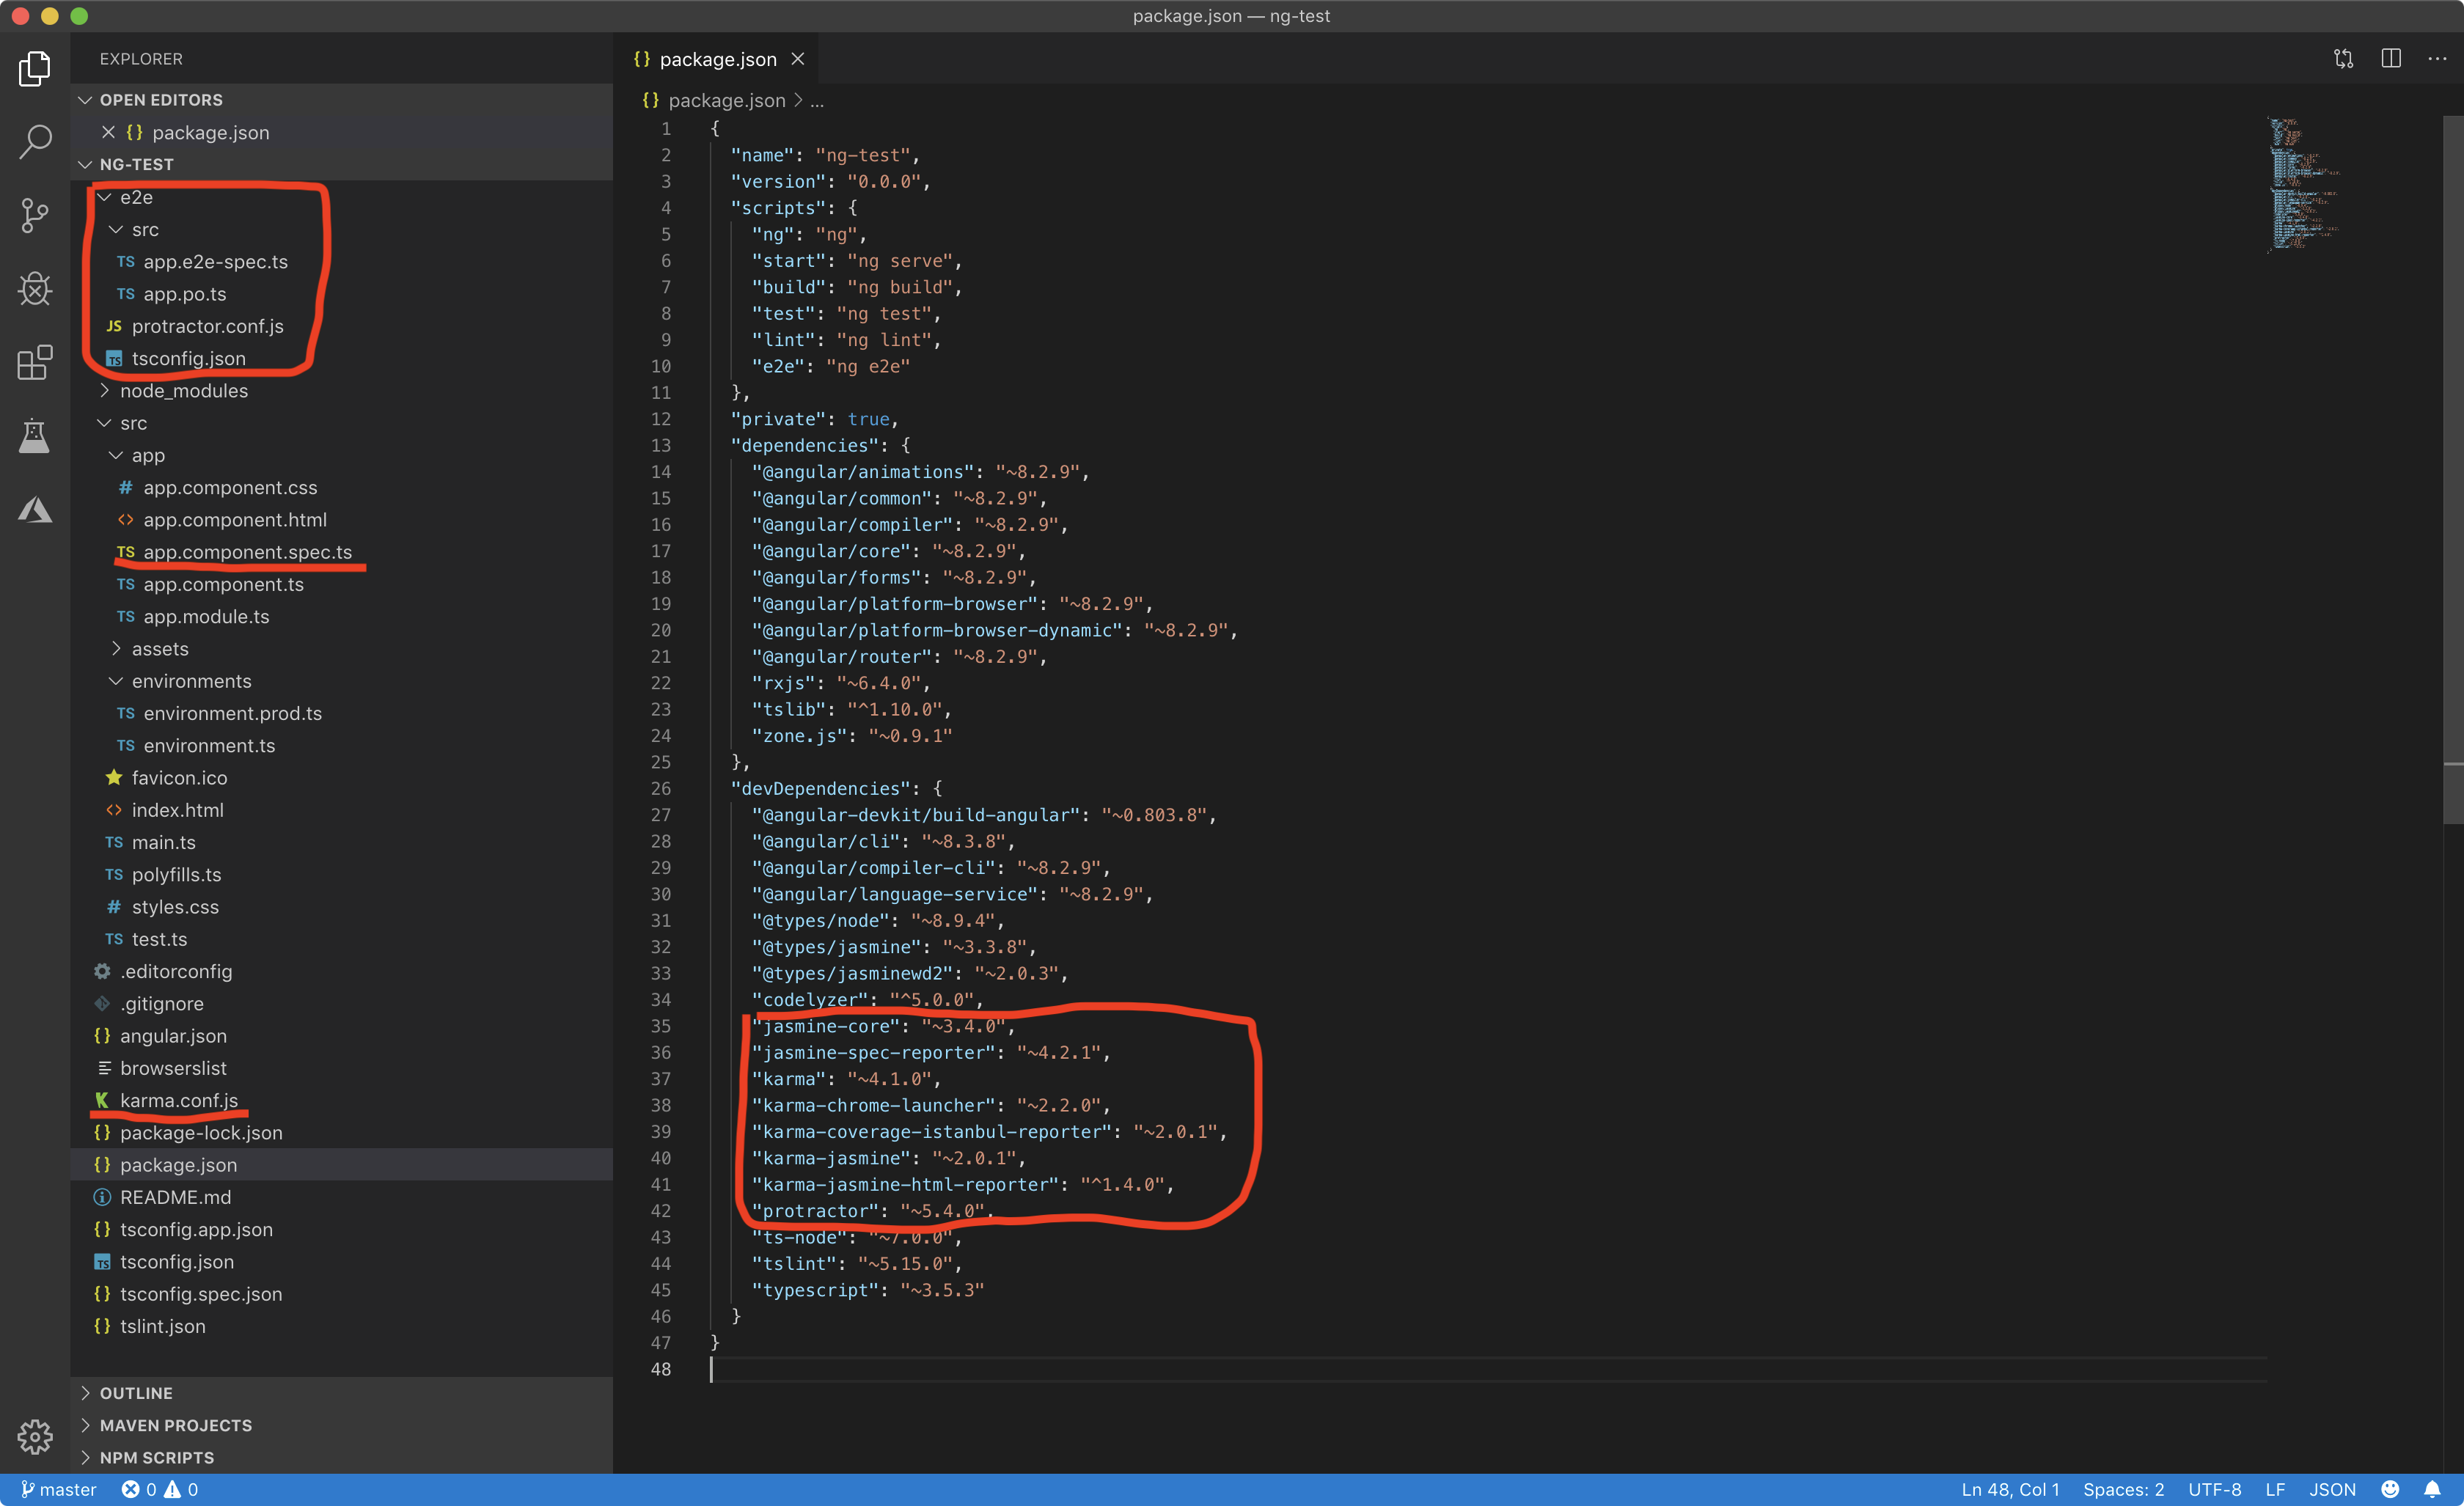 package.json — ng-test
EXPLORER
OPEN EDITORS
{} package.json
NG-TEST
e2e
src
TS app.e2e-spec.ts
TS app.po.ts
JS protractor.conf.js
TS tsconfig.json
node_modules
src
app
# app.component.css
<> app.component.html
TS app.component.spec.ts
TS app.component.ts
TS app.module.ts
assets
environments
TS environment.prod.ts
TS environment.ts
favicon.ico
<> index.html
TS main.ts
TS polyfills.ts
# styles.css
TS test.ts
.editorconfig
.gitignore
{} angular.json
browserslist
karma.conf.js
{} package-lock.json
{} package.json
README.md
{} tsconfig.app.json
TS tsconfig.json
{} tsconfig.spec.json
{} tslint.json
OUTLINE
MAVEN PROJECTS
NPM SCRIPTS
{} package.json
{} package.json > ...
1 {
2 "name": "ng-test",
3 "version": "0.0.0",
4 "scripts": {
5 "ng": "ng",
6 "start": "ng serve",
7 "build": "ng build",
8 "test": "ng test",
9 "lint": "ng lint",
10 "e2e": "ng e2e"
11 },
12 "private": true,
13 "dependencies": {
14 "@angular/animations": "~8.2.9",
15 "@angular/common": "~8.2.9",
16 "@angular/compiler": "~8.2.9",
17 "@angular/core": "~8.2.9",
18 "@angular/forms": "~8.2.9",
19 "@angular/platform-browser": "~8.2.9",
20 "@angular/platform-browser-dynamic": "~8.2.9",
21 "@angular/router": "~8.2.9",
22 "rxjs": "~6.4.0",
23 "tslib": "^1.10.0",
24 "zone.js": "~0.9.1"
25 },
26 "devDependencies": {
27 "@angular-devkit/build-angular": "~0.803.8",
28 "@angular/cli": "~8.3.8",
29 "@angular/compiler-cli": "~8.2.9",
30 "@angular/language-service": "~8.2.9",
31 "@types/node": "~8.9.4",
32 "@types/jasmine": "~3.3.8",
33 "@types/jasminewd2": "~2.0.3",
34 "codelyzer": "^5.0.0",
35 "jasmine-core": "~3.4.0",
36 "jasmine-spec-reporter": "~4.2.1",
37 "karma": "~4.1.0",
38 "karma-chrome-launcher": "~2.2.0",
39 "karma-coverage-istanbul-reporter": "~2.0.1",
40 "karma-jasmine": "~2.0.1",
41 "karma-jasmine-html-reporter": "^1.4.0",
42 "protractor": "~5.4.0",
43 "ts-node": "~7.0.0",
44 "tslint": "~5.15.0",
45 "typescript": "~3.5.3"
46 }
47 }
48
master 0 0 Ln 48, Col 1 Spaces: 2 UTF-8 LF JSON